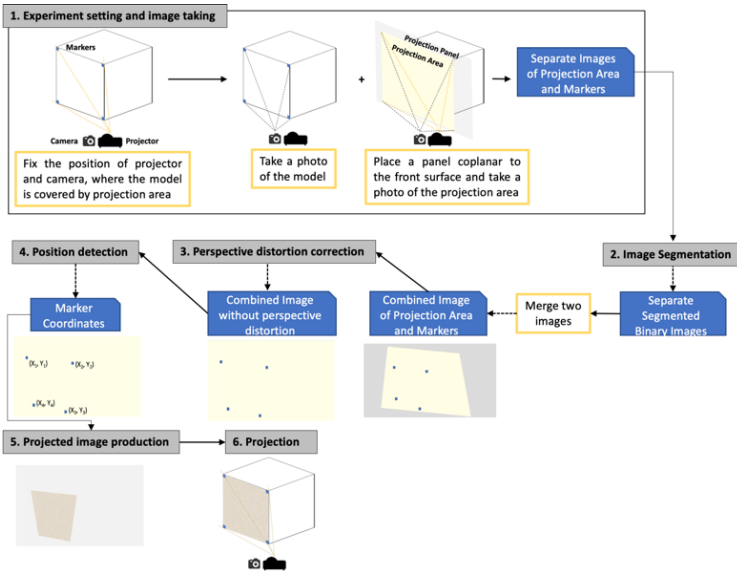 1. Experiment setting and image taking
Markers
Camera
Projector
Fix the position of projector
and camera, where the model
is covered by projection area
Take a photo
of the model
+
Projection Panel
Projection Area
Place a panel coplanar to
the front surface and take a
photo of the projection area
Separate Images
of Projection Area
and Markers
2. Image Segmentation
Separate
Segmented
Binary Images
Merge two
images
3. Perspective distortion correction
Combined Image
of Projection Area
and Markers
Combined Image
without perspective
distortion
4. Position detection
Marker
Coordinates
(X₁, Y₁)
(X₂, Y₂)
(X₄, Y₄)
(X₃, Y₃)
5. Projected image production
6. Projection